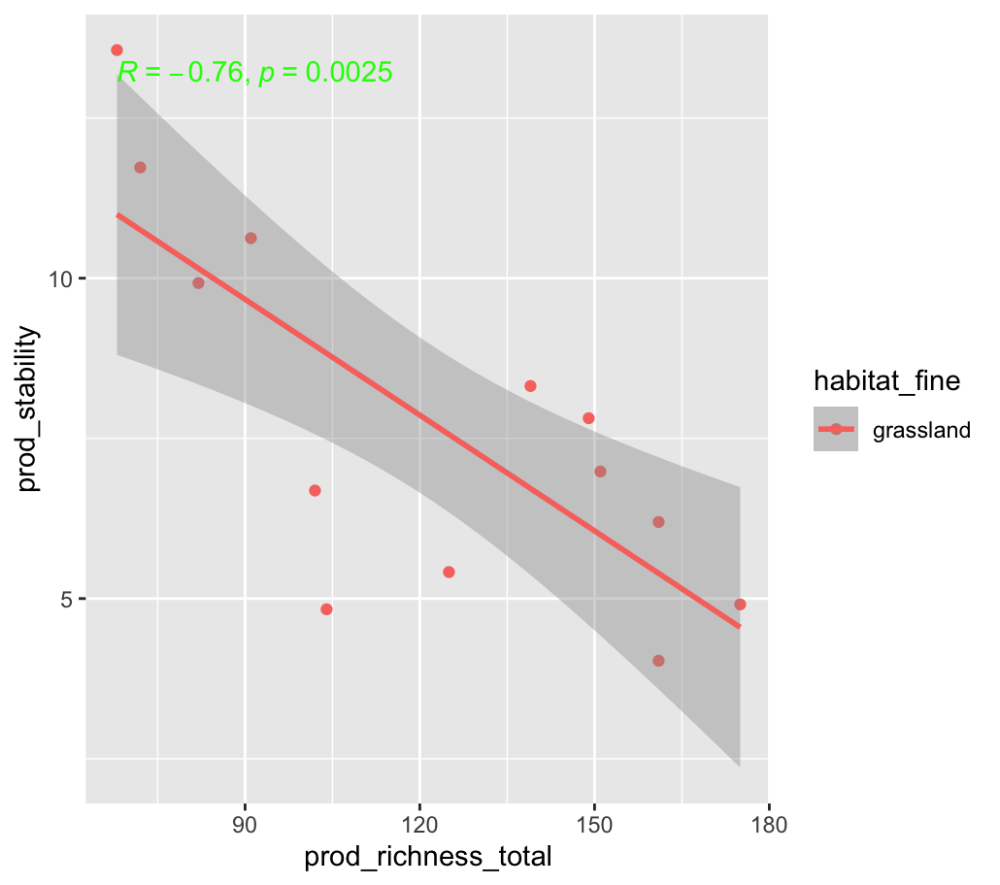 R = −0.76, p = 0.0025
10
5
prod_stability
90 120 150 180
prod_richness_total
habitat_fine
grassland